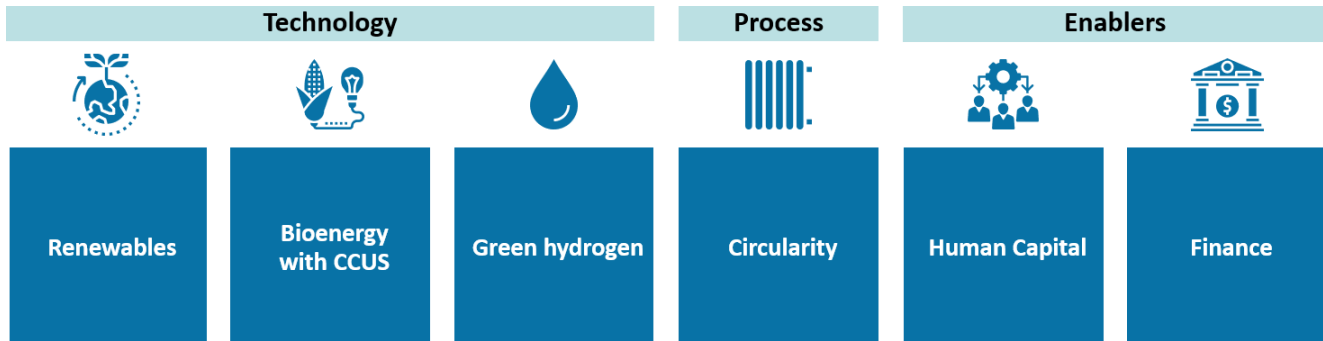 Technology
Process
Enablers
Renewables
Bioenergy
with CCUS
Green hydrogen
Circularity
Human Capital
$
Finance